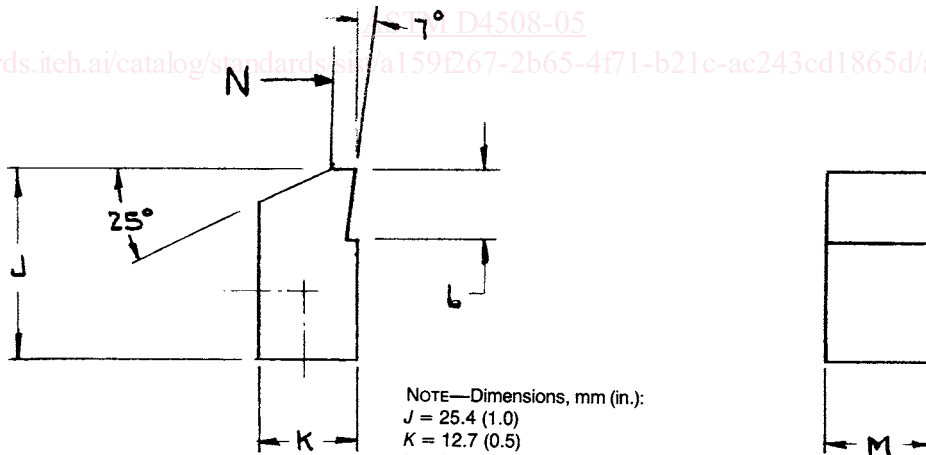 ASTM D4508-05
rds.iteh.ai/catalog/standards/sist/a159f267-2b65-4f71-b21c-ac243cd1865d/a
7°
N
25°
J
L
K
M
NOTE—Dimensions, mm (in.):
J = 25.4 (1.0)
K = 12.7 (0.5)